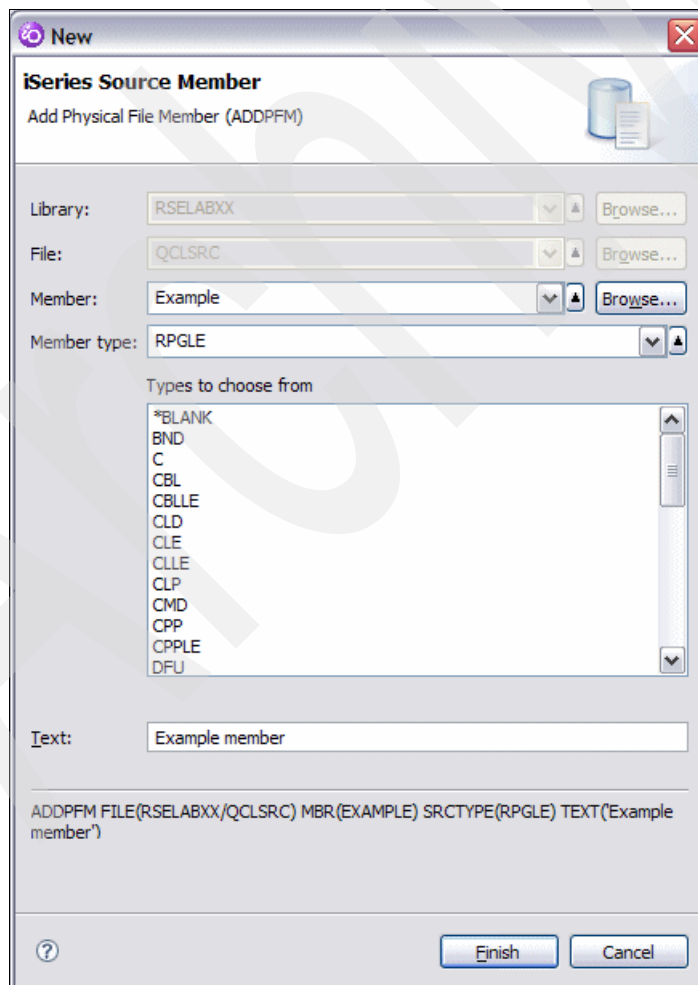 New
iSeries Source Member
Add Physical File Member (ADDPFM)
Library: RSELABXX Browse...
File: QCLSRC Browse...
Member: Example Browse...
Member type: RPGLE
Types to choose from
*BLANK
BND
C
CBL
CBLLE
CLD
CLE
CLLE
CLP
CMD
CPP
CPPLE
DFU
Text: Example member
ADDPFM FILE(RSELABXX/QCLSRC) MBR(EXAMPLE) SRCTYPE(RPGLE) TEXT('Example
member')
? Finish Cancel